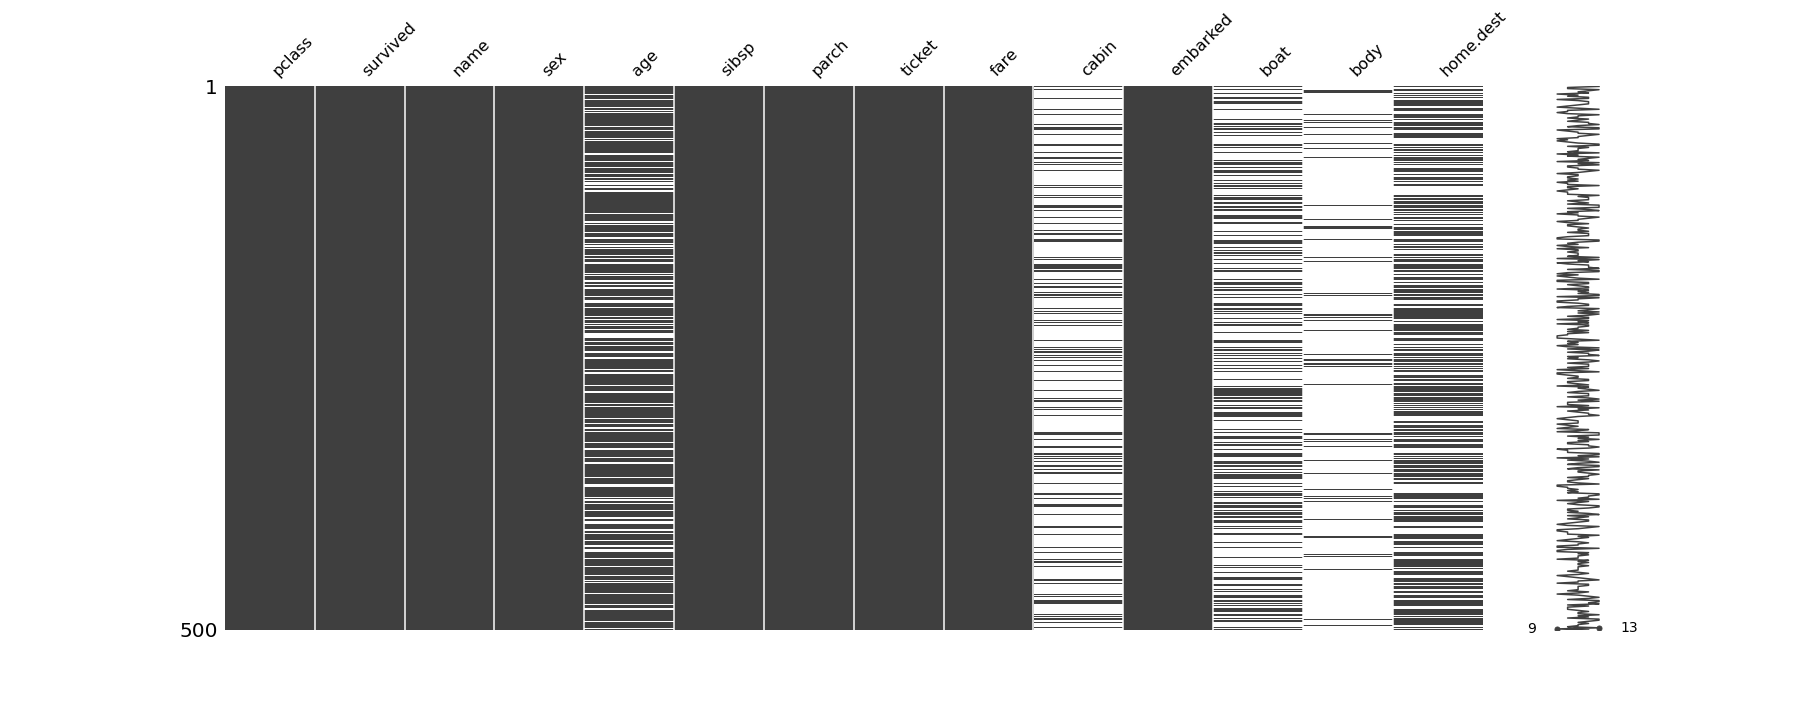 pclass
survived
name
sex
age
sibsp
parch
ticket
fare
cabin
embarked
boat
body
home.dest
1
500
9
13